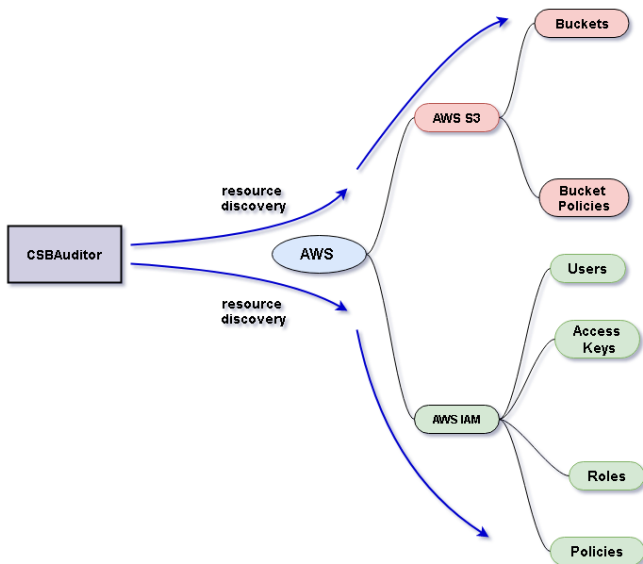 Buckets
AWS S3
resource
discovery
Bucket
Policies
CSBAuditor
AWS
Users
resource
discovery
Access
Keys
AWS IAM
Roles
Policies